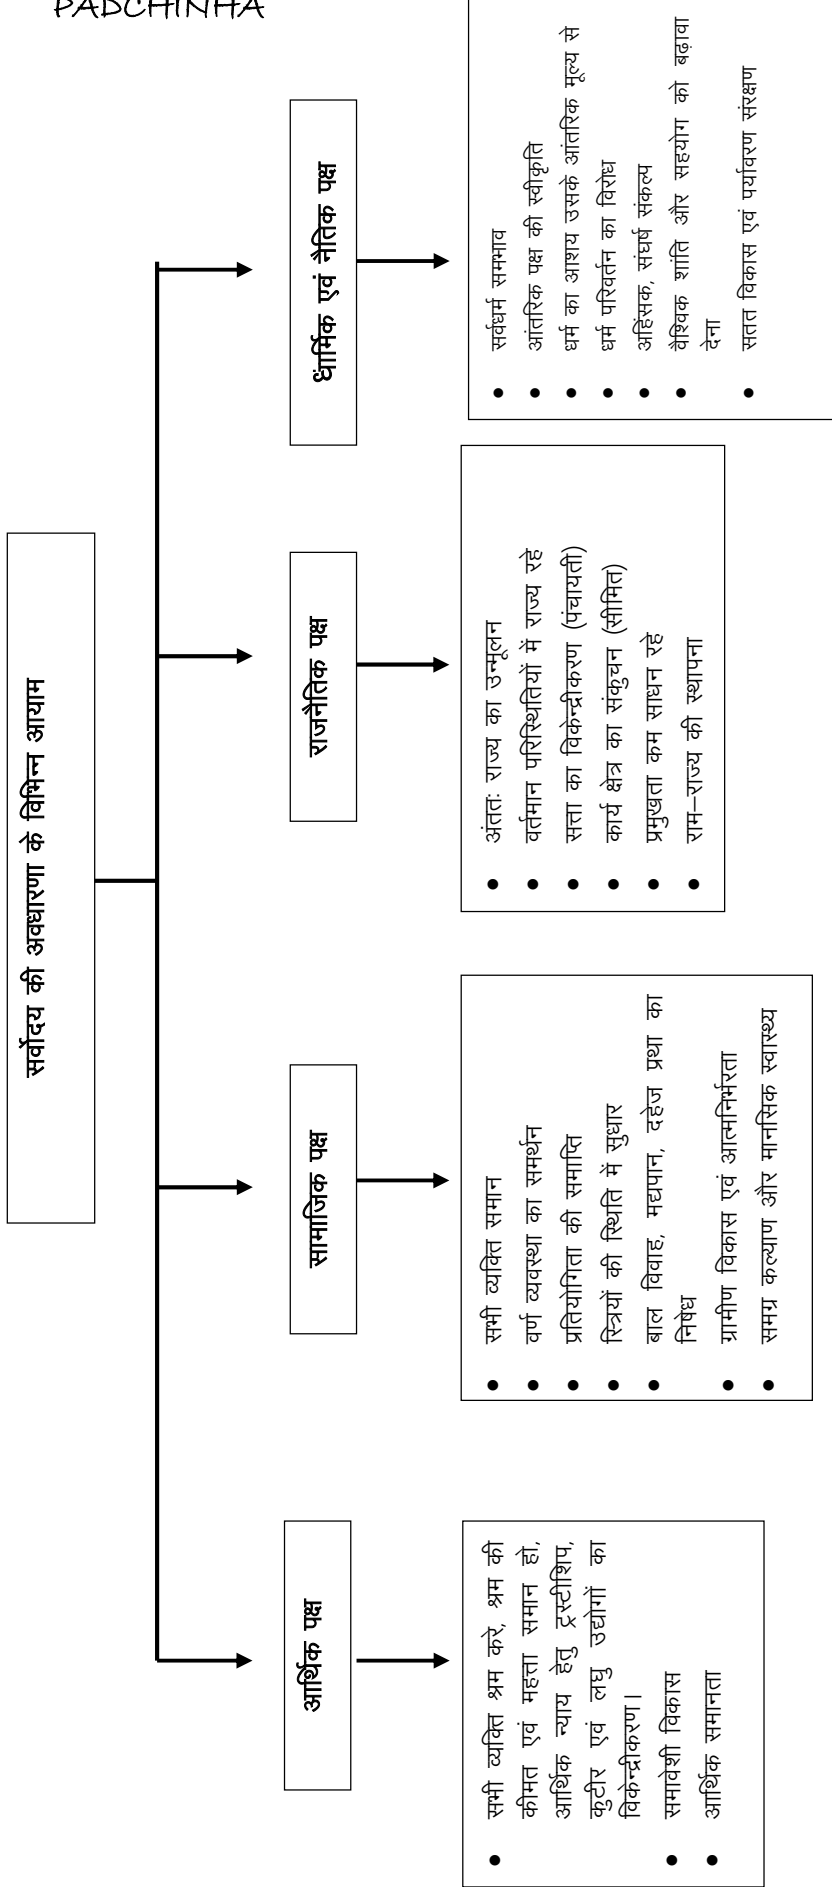 PADCHINHA
सर्वोदय की अवधारणा के विभिन्न आयाम
आर्थिक पक्ष
सामाजिक पक्ष
राजनैतिक पक्ष
धार्मिक एवं नैतिक पक्ष
• सभी व्यक्ति श्रम करे, श्रम की
कीमत एवं महत्ता समान हो,
आर्थिक न्याय हेतु ट्रस्टीशिप,
कुटीर एवं लघु उद्योगों का
विकेन्द्रीकरण।
• समावेशी विकास
• आर्थिक समानता
• सभी व्यक्ति समान
• वर्ण व्यवस्था का समर्थन
• प्रतियोगिता की समाप्ति
• स्त्रियों की स्थिति में सुधार
• बाल विवाह, मद्यपान, दहेज प्रथा का
निषेध
• ग्रामीण विकास एवं आत्मनिर्भरता
• समग्र कल्याण और मानसिक स्वास्थ्य
• अंततः राज्य का उन्मूलन
• वर्तमान परिस्थितियों में राज्य रहे
• सत्ता का विकेन्द्रीकरण (पंचायती)
• कार्य क्षेत्र का संकुचन (सीमित)
• प्रमुखता कम साधन रहे
• राम–राज्य की स्थापना
• सर्वधर्म समभाव
• आंतरिक पक्ष की स्वीकृति
• धर्म का आशय उसके आंतरिक मूल्य से
• धर्म परिवर्तन का विरोध
• अहिंसक, संघर्ष संकल्प
• वैश्विक शांति और सहयोग को बढ़ावा
देना
• सतत विकास एवं पर्यावरण संरक्षण